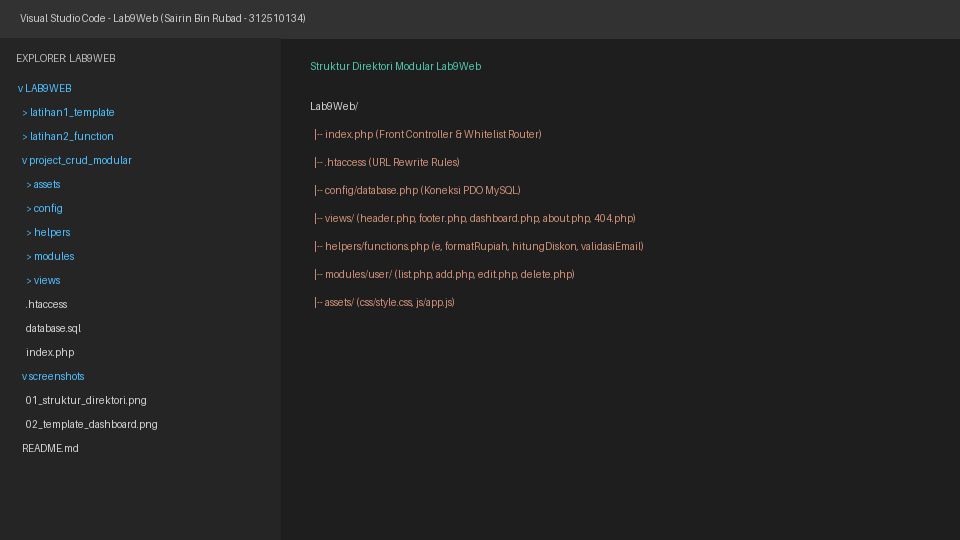 Visual Studio Code - Lab9Web (Sairin Bin Rubad - 312510134)
EXPLORER: LAB9WEB
v LAB9WEB
> latihan1_template
> latihan2_function
v project_crud_modular
> assets
> config
> helpers
> modules
> views
.htaccess
database.sql
index.php
v screenshots
01_struktur_direktori.png
02_template_dashboard.png
README.md
Struktur Direktori Modular Lab9Web
Lab9Web/
|-- index.php (Front Controller & Whitelist Router)
|-- .htaccess (URL Rewrite Rules)
|-- config/database.php (Koneksi PDO MySQL)
|-- views/ (header.php, footer.php, dashboard.php, about.php, 404.php)
|-- helpers/functions.php (e, formatRupiah, hitungDiskon, validasiEmail)
|-- modules/user/ (list.php, add.php, edit.php, delete.php)
|-- assets/ (css/style.css, js/app.js)